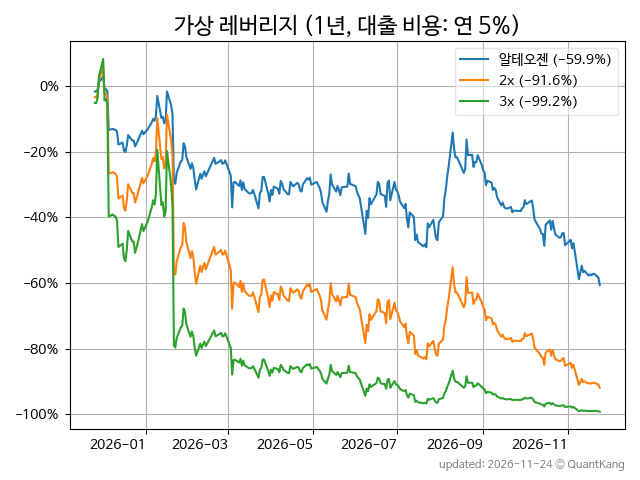 가상 레버리지 (1년, 대출 비용: 연 5%)
알테오젠 (-59.9%)
2x (-91.6%)
3x (-99.2%)
0%
-20%
-40%
-60%
-80%
-100%
2026-01 2026-03 2026-05 2026-07 2026-09 2026-11
updated: 2026-11-24 © QuantKang